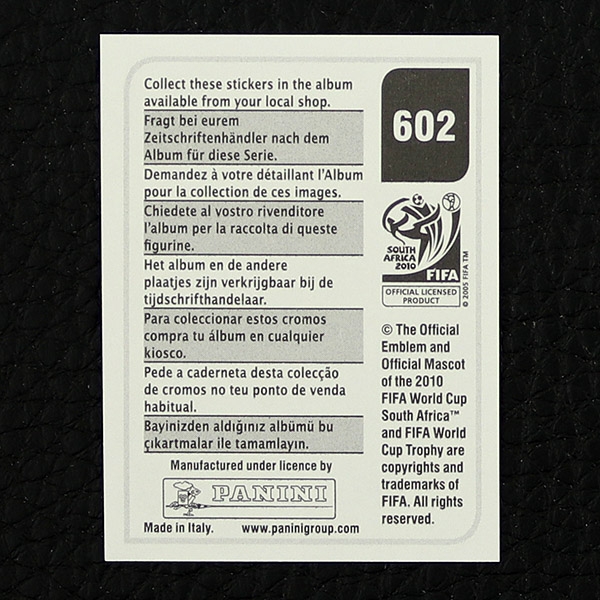 Collect these stickers in the album
available from your local shop.
Fragt bei eurem
Zeitschriftenhändler nach dem
Album für diese Serie.
Demandez à votre détaillant l'Album
pour la collection de ces images.
Chiedete al vostro rivenditore
l'album per la raccolta di queste
figurine.
Het album en de andere
plaatjes zijn verkrijgbaar bij de
tijdschrifthandelaar.
Para coleccionar estos cromos
compra tu álbum en cualquier
kiosco.
Pede a caderneta desta colecção
de cromos no teu ponto de venda
habitual.
Bayinizden aldığınız albümü bu
çıkartmalar ile tamamlayın.
Manufactured under licence by
PANINI
Made in Italy. www.paninigroup.com
602
SOUTH
AFRICA
2010
FIFA
OFFICIAL LICENSED
PRODUCT
© 2005 FIFA TM
© The Official
Emblem and
Official Mascot
of the 2010
FIFA World Cup
South Africa™
and FIFA World
Cup Trophy are
copyrights and
trademarks of
FIFA. All rights
reserved.